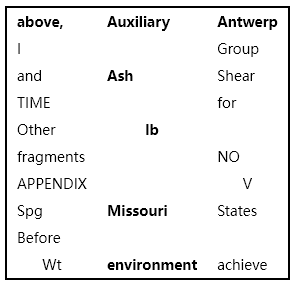 above, Auxiliary Antwerp
I Group
and Ash Shear
TIME for
Other lb
fragments NO
APPENDIX V
Spg Missouri States
Before
Wt environment achieve